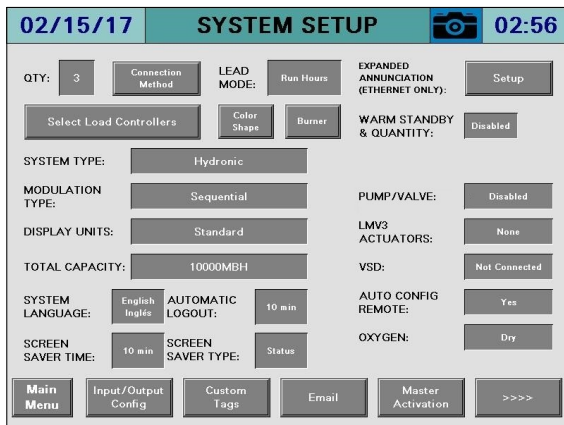 02/15/17 SYSTEM SETUP 02:56
QTY: 3
Connection
Method
LEAD
MODE:
Run Hours
EXPANDED
ANNUNCIATION
(ETHERNET ONLY):
Setup
Select Load Controllers
Color
Shape
Burner
WARM STANDBY
& QUANTITY:
Disabled
SYSTEM TYPE: Hydronic
MODULATION
TYPE:
Sequential
PUMP/VALVE: Disabled
DISPLAY UNITS: Standard
LMV3
ACTUATORS:
None
TOTAL CAPACITY: 10000MBH
VSD: Not Connected
SYSTEM
LANGUAGE:
English
Inglés
AUTOMATIC
LOGOUT:
10 min
AUTO CONFIG
REMOTE:
Yes
SCREEN
SAVER TIME:
10 min
SCREEN
SAVER TYPE:
Status
OXYGEN: Dry
Main
Menu
Input/Output
Config
Custom
Tags
Email
Master
Activation
>>>>